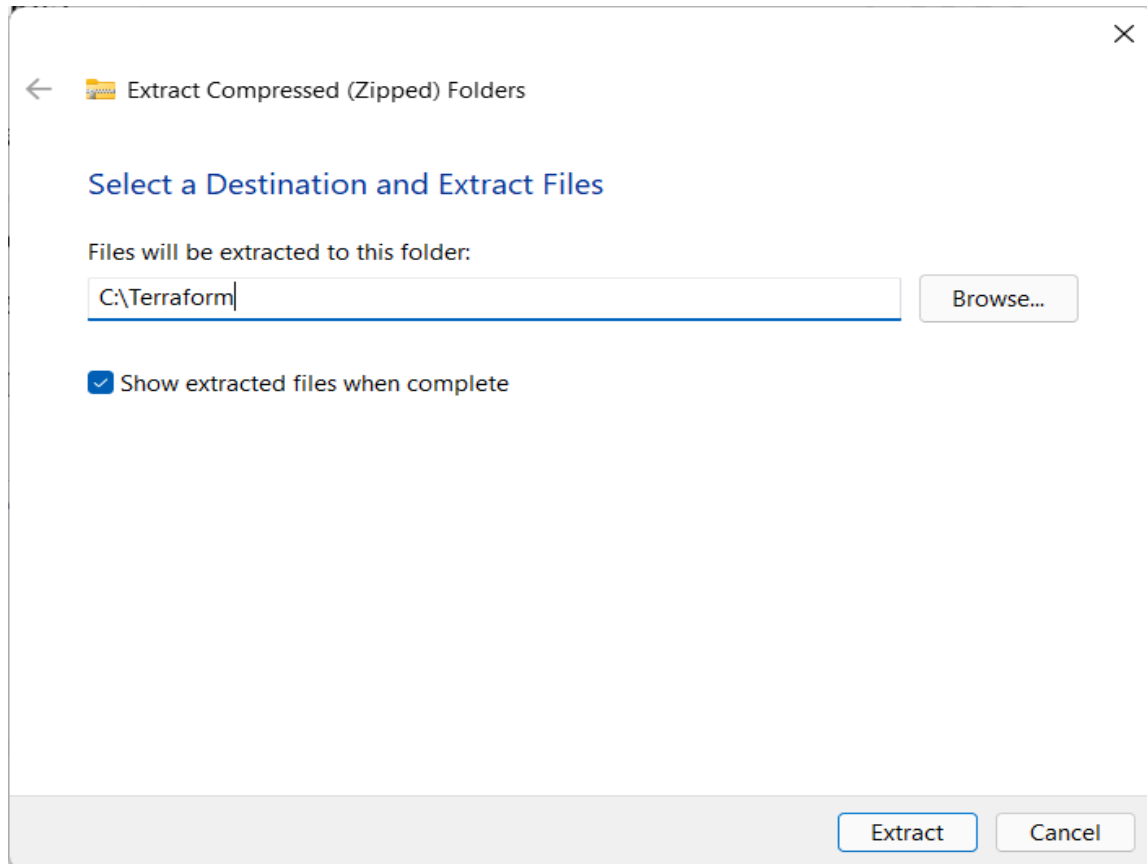 Extract Compressed (Zipped) Folders
Select a Destination and Extract Files
Files will be extracted to this folder:
C:\Terraform
Browse...
Show extracted files when complete
Extract
Cancel